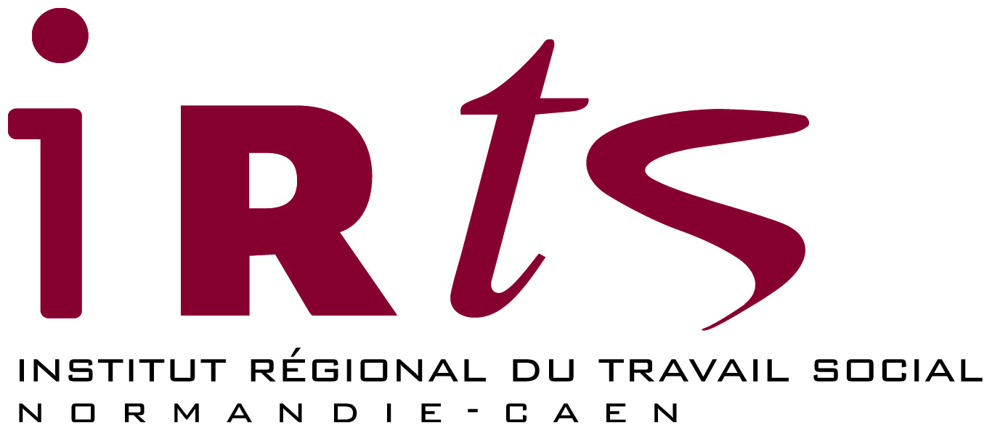 iRts
INSTITUT RÉGIONAL DU TRAVAIL SOCIAL
NORMANDIE-CAEN